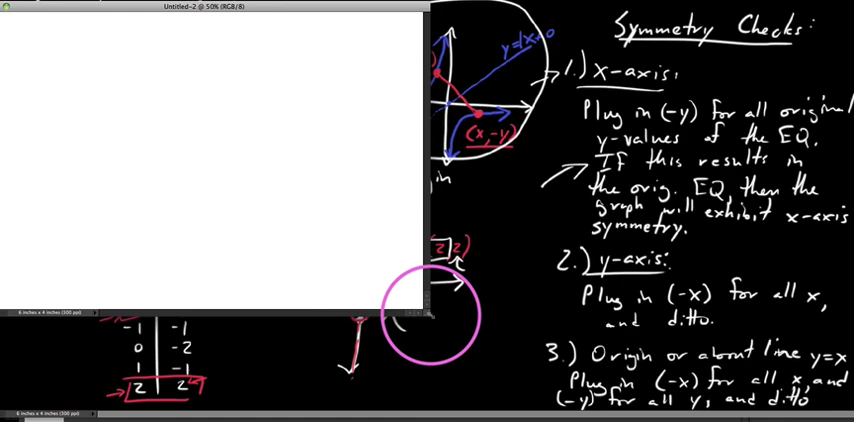 Untitled-2 @ 50% (RGB/8)
Symmetry Checks:
1.) x-axis:
Plug in (-y) for all original
y-values of the EQ.
IF this results in
the orig. EQ, then the
graph will exhibit x-axis
symmetry.
2.) y-axis:
Plug in (-x) for all x,
and ditto.
3.) Origin or about line y=x
Plug in (-x) for all x, and
(-y) for all y, and ditto
(x, -y)
in
2 2)
6 inches x 4 inches (300 ppi)
-1 -1
0 -2
1 -1
2 2
6 inches x 4 inches (300 ppi)